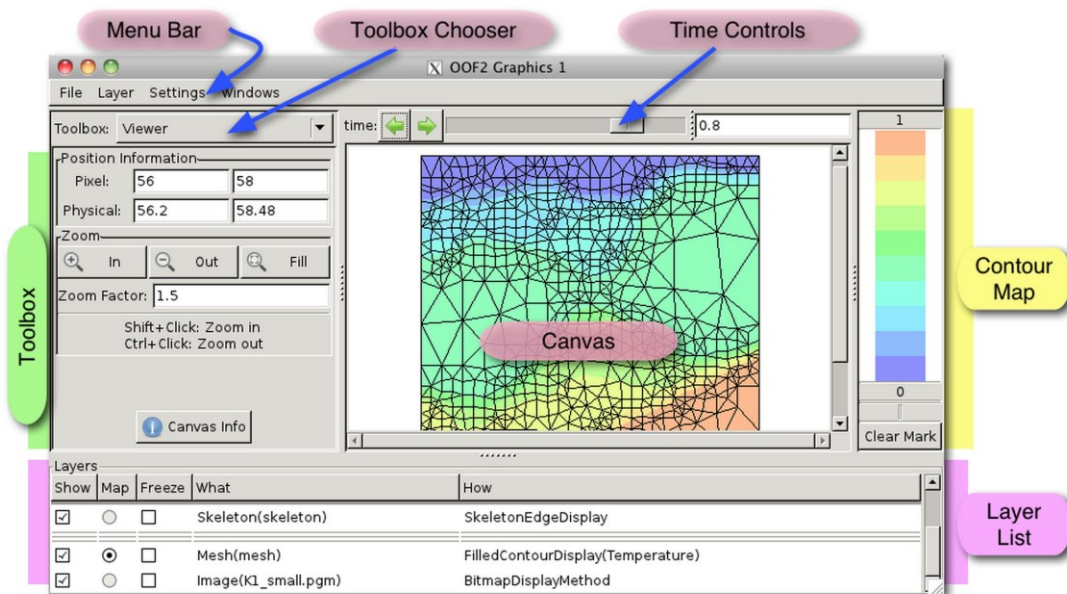 Menu Bar
Toolbox Chooser
Time Controls
OOF2 Graphics 1
File Layer Settings Windows
Toolbox: Viewer
time: 0.8
1
Position Information
Pixel: 56 58
Physical: 56.2 58.48
Zoom
In Out Fill
Zoom Factor: 1.5
Shift+Click: Zoom in
Ctrl+Click: Zoom out
Canvas Info
Toolbox
Canvas
Contour
Map
0
Clear Mark
Layers
Show Map Freeze What How
Skeleton(skeleton) SkeletonEdgeDisplay
Mesh(mesh) FilledContourDisplay(Temperature)
Image(K1_small.pgm) BitmapDisplayMethod
Layer
List